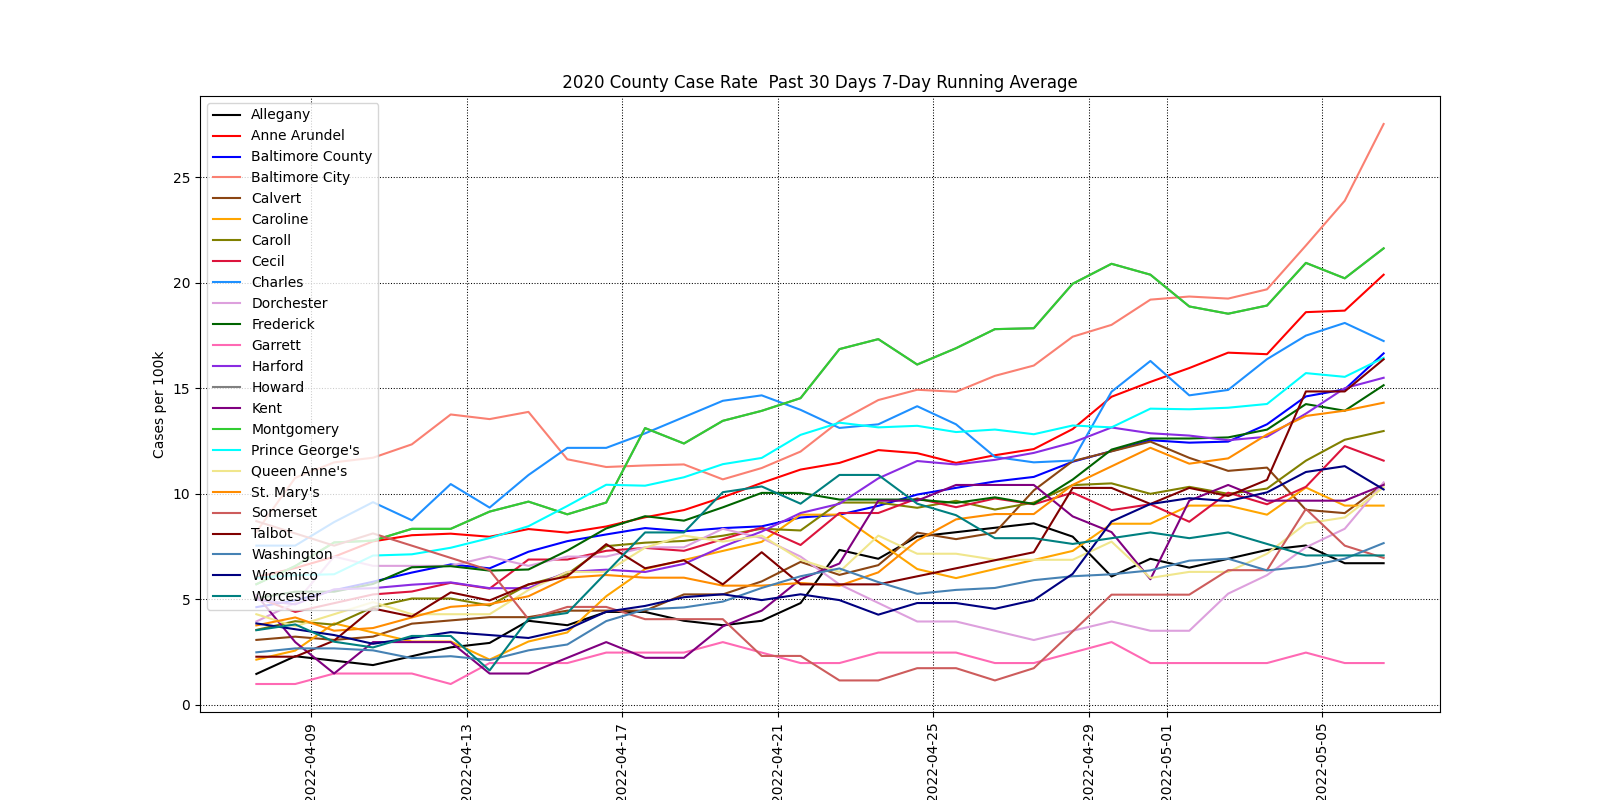 2020 County Case Rate  Past 30 Days 7-Day Running Average
Cases per 100k
25
20
15
10
5
0
Allegany
Anne Arundel
Baltimore County
Baltimore City
Calvert
Caroline
Caroll
Cecil
Charles
Dorchester
Frederick
Garrett
Harford
Howard
Kent
Montgomery
Prince George's
Queen Anne's
St. Mary's
Somerset
Talbot
Washington
Wicomico
Worcester
2022-04-09
2022-04-13
2022-04-17
2022-04-21
2022-04-25
2022-04-29
2022-05-01
2022-05-05